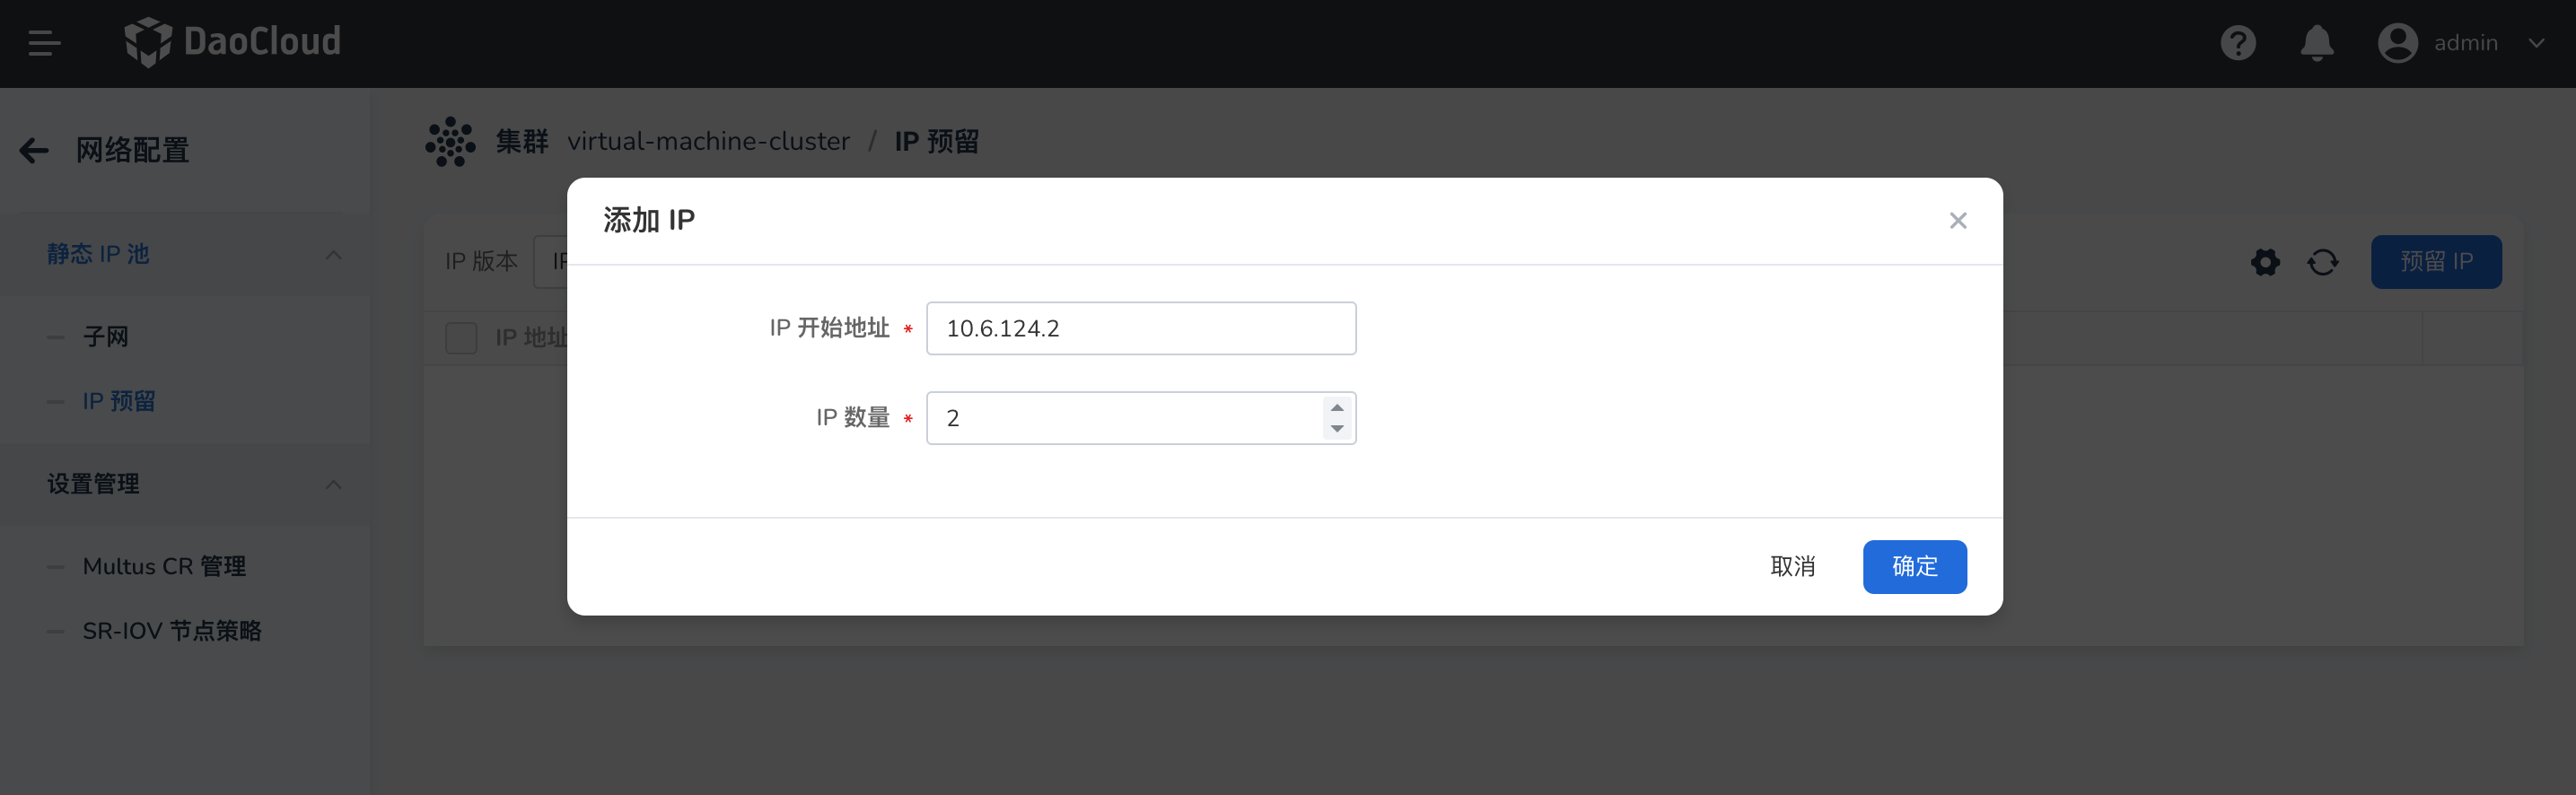 DaoCloud
admin
网络配置
静态 IP 池
子网
IP 预留
设置管理
Multus CR 管理
SR-IOV 节点策略
集群 virtual-machine-cluster / IP 预留
IP 版本
预留 IP
IP 地址
添加 IP
IP 开始地址 * 10.6.124.2
IP 数量 * 2
取消 确定